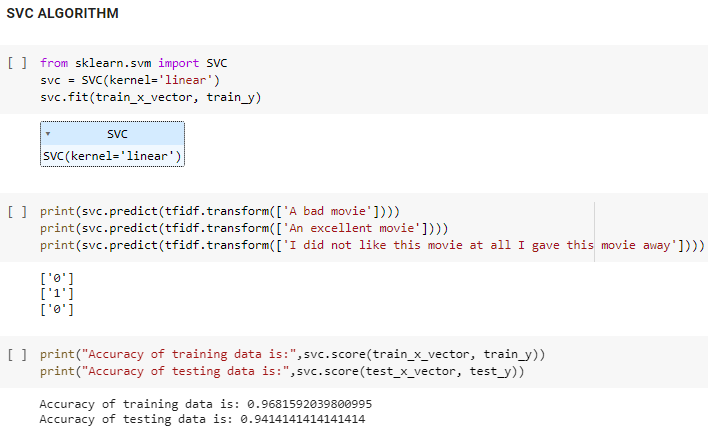 SVC ALGORITHM
[ ] from sklearn.svm import SVC
svc = SVC(kernel='linear')
svc.fit(train_x_vector, train_y)
▾ SVC
SVC(kernel='linear')
[ ] print(svc.predict(tfidf.transform(['A bad movie'])))
print(svc.predict(tfidf.transform(['An excellent movie'])))
print(svc.predict(tfidf.transform(['I did not like this movie at all I gave this movie away'])))
['0']
['1']
['0']
[ ] print("Accuracy of training data is:",svc.score(train_x_vector, train_y))
print("Accuracy of testing data is:",svc.score(test_x_vector, test_y))
Accuracy of training data is: 0.9681592039800995
Accuracy of testing data is: 0.9414141414141414